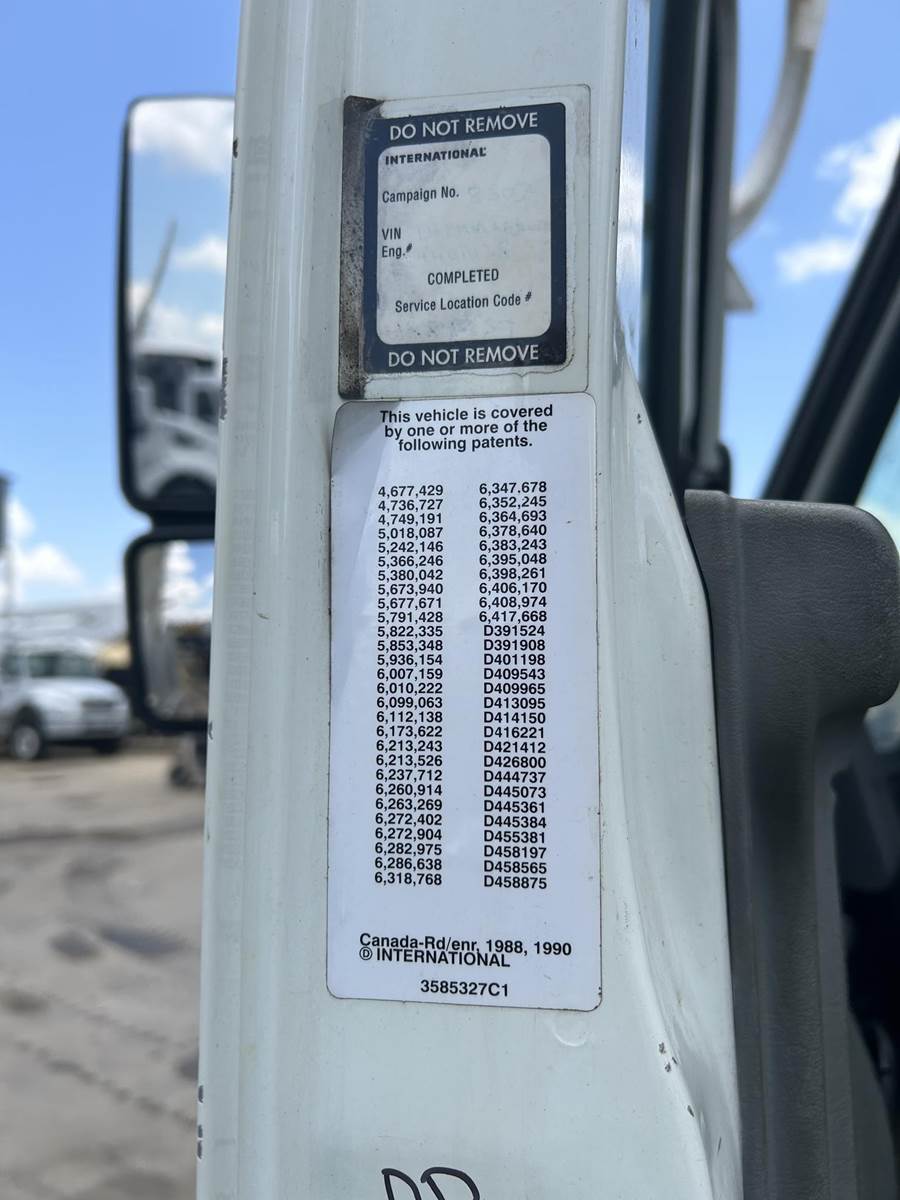 DO NOT REMOVE
INTERNATIONAL
Campaign No.
VIN
Eng.#
COMPLETED
Service Location Code #
DO NOT REMOVE
This vehicle is covered
by one or more of the
following patents.
4,677,429 6,347,678
4,736,727 6,352,245
4,749,191 6,364,693
5,018,087 6,378,640
5,242,146 6,383,243
5,366,246 6,395,048
5,380,042 6,398,261
5,673,940 6,406,170
5,677,671 6,408,974
5,791,428 6,417,668
5,822,335 D391524
5,853,348 D391908
5,936,154 D401198
6,007,159 D409543
6,010,222 D409965
6,099,063 D413095
6,112,138 D414150
6,173,622 D416221
6,213,243 D421412
6,213,526 D426800
6,237,712 D444737
6,260,914 D445073
6,263,269 D445361
6,272,402 D445384
6,272,904 D455381
6,282,975 D458197
6,286,638 D458565
6,318,768 D458875
Canada-Rd/enr, 1988, 1990
Ⓓ INTERNATIONAL
3585327C1